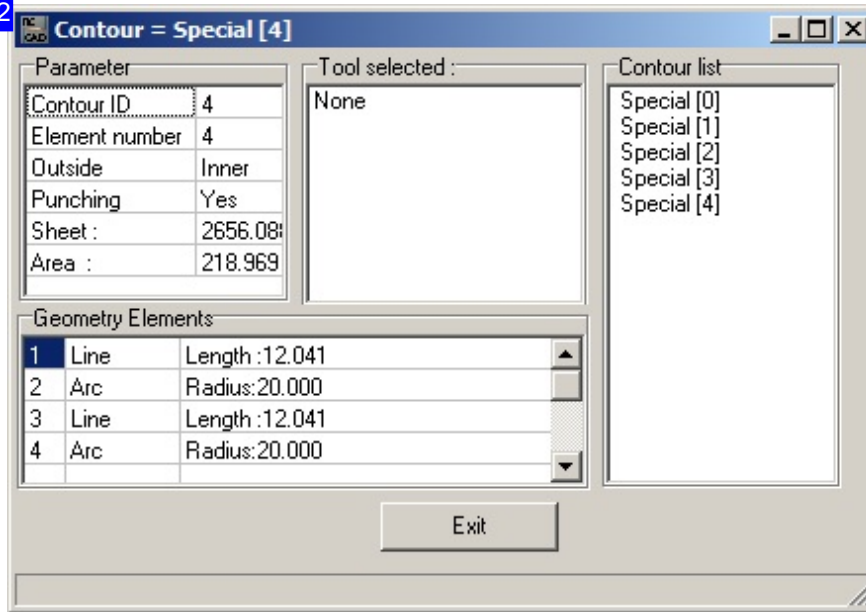 2
nc CAD Contour = Special [4]
Parameter
Contour ID 4
Element number 4
Outside Inner
Punching Yes
Sheet : 2656.08
Area : 218.969
Tool selected :
None
Contour list
Special [0]
Special [1]
Special [2]
Special [3]
Special [4]
Geometry Elements
1 Line Length :12.041
2 Arc Radius:20.000
3 Line Length :12.041
4 Arc Radius:20.000
Exit